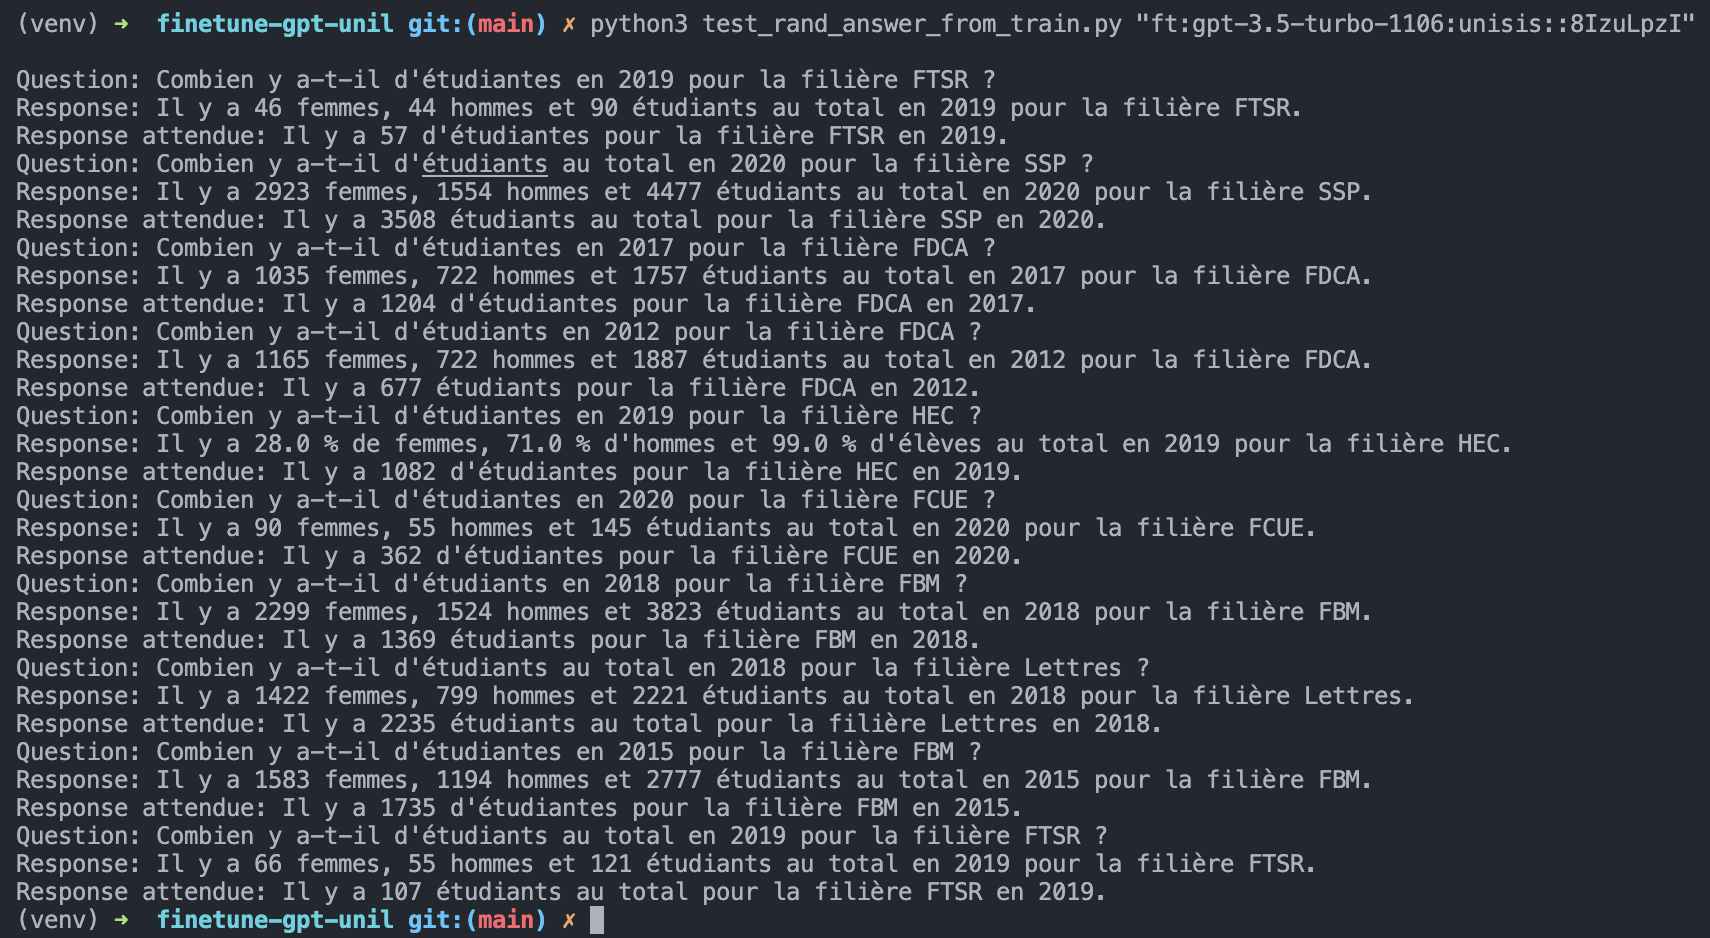 (venv) ➜  finetune-gpt-unil git:(main) ✗ python3 test_rand_answer_from_train.py "ft:gpt-3.5-turbo-1106:unisis::8IzuLpzI"
Question: Combien y a-t-il d'étudiantes en 2019 pour la filière FTSR ?
Response: Il y a 46 femmes, 44 hommes et 90 étudiants au total en 2019 pour la filière FTSR.
Response attendue: Il y a 57 d'étudiantes pour la filière FTSR en 2019.
Question: Combien y a-t-il d'étudiants au total en 2020 pour la filière SSP ?
Response: Il y a 2923 femmes, 1554 hommes et 4477 étudiants au total en 2020 pour la filière SSP.
Response attendue: Il y a 3508 étudiants au total pour la filière SSP en 2020.
Question: Combien y a-t-il d'étudiantes en 2017 pour la filière FDCA ?
Response: Il y a 1035 femmes, 722 hommes et 1757 étudiants au total en 2017 pour la filière FDCA.
Response attendue: Il y a 1204 d'étudiantes pour la filière FDCA en 2017.
Question: Combien y a-t-il d'étudiants en 2012 pour la filière FDCA ?
Response: Il y a 1165 femmes, 722 hommes et 1887 étudiants au total en 2012 pour la filière FDCA.
Response attendue: Il y a 677 étudiants pour la filière FDCA en 2012.
Question: Combien y a-t-il d'étudiantes en 2019 pour la filière HEC ?
Response: Il y a 28.0 % de femmes, 71.0 % d'hommes et 99.0 % d'élèves au total en 2019 pour la filière HEC.
Response attendue: Il y a 1082 d'étudiantes pour la filière HEC en 2019.
Question: Combien y a-t-il d'étudiantes en 2020 pour la filière FCUE ?
Response: Il y a 90 femmes, 55 hommes et 145 étudiants au total en 2020 pour la filière FCUE.
Response attendue: Il y a 362 d'étudiantes pour la filière FCUE en 2020.
Question: Combien y a-t-il d'étudiants en 2018 pour la filière FBM ?
Response: Il y a 2299 femmes, 1524 hommes et 3823 étudiants au total en 2018 pour la filière FBM.
Response attendue: Il y a 1369 étudiants pour la filière FBM en 2018.
Question: Combien y a-t-il d'étudiants au total en 2018 pour la filière Lettres ?
Response: Il y a 1422 femmes, 799 hommes et 2221 étudiants au total en 2018 pour la filière Lettres.
Response attendue: Il y a 2235 étudiants au total pour la filière Lettres en 2018.
Question: Combien y a-t-il d'étudiantes en 2015 pour la filière FBM ?
Response: Il y a 1583 femmes, 1194 hommes et 2777 étudiants au total en 2015 pour la filière FBM.
Response attendue: Il y a 1735 d'étudiantes pour la filière FBM en 2015.
Question: Combien y a-t-il d'étudiants au total en 2019 pour la filière FTSR ?
Response: Il y a 66 femmes, 55 hommes et 121 étudiants au total en 2019 pour la filière FTSR.
Response attendue: Il y a 107 étudiants au total pour la filière FTSR en 2019.
(venv) ➜  finetune-gpt-unil git:(main) ✗